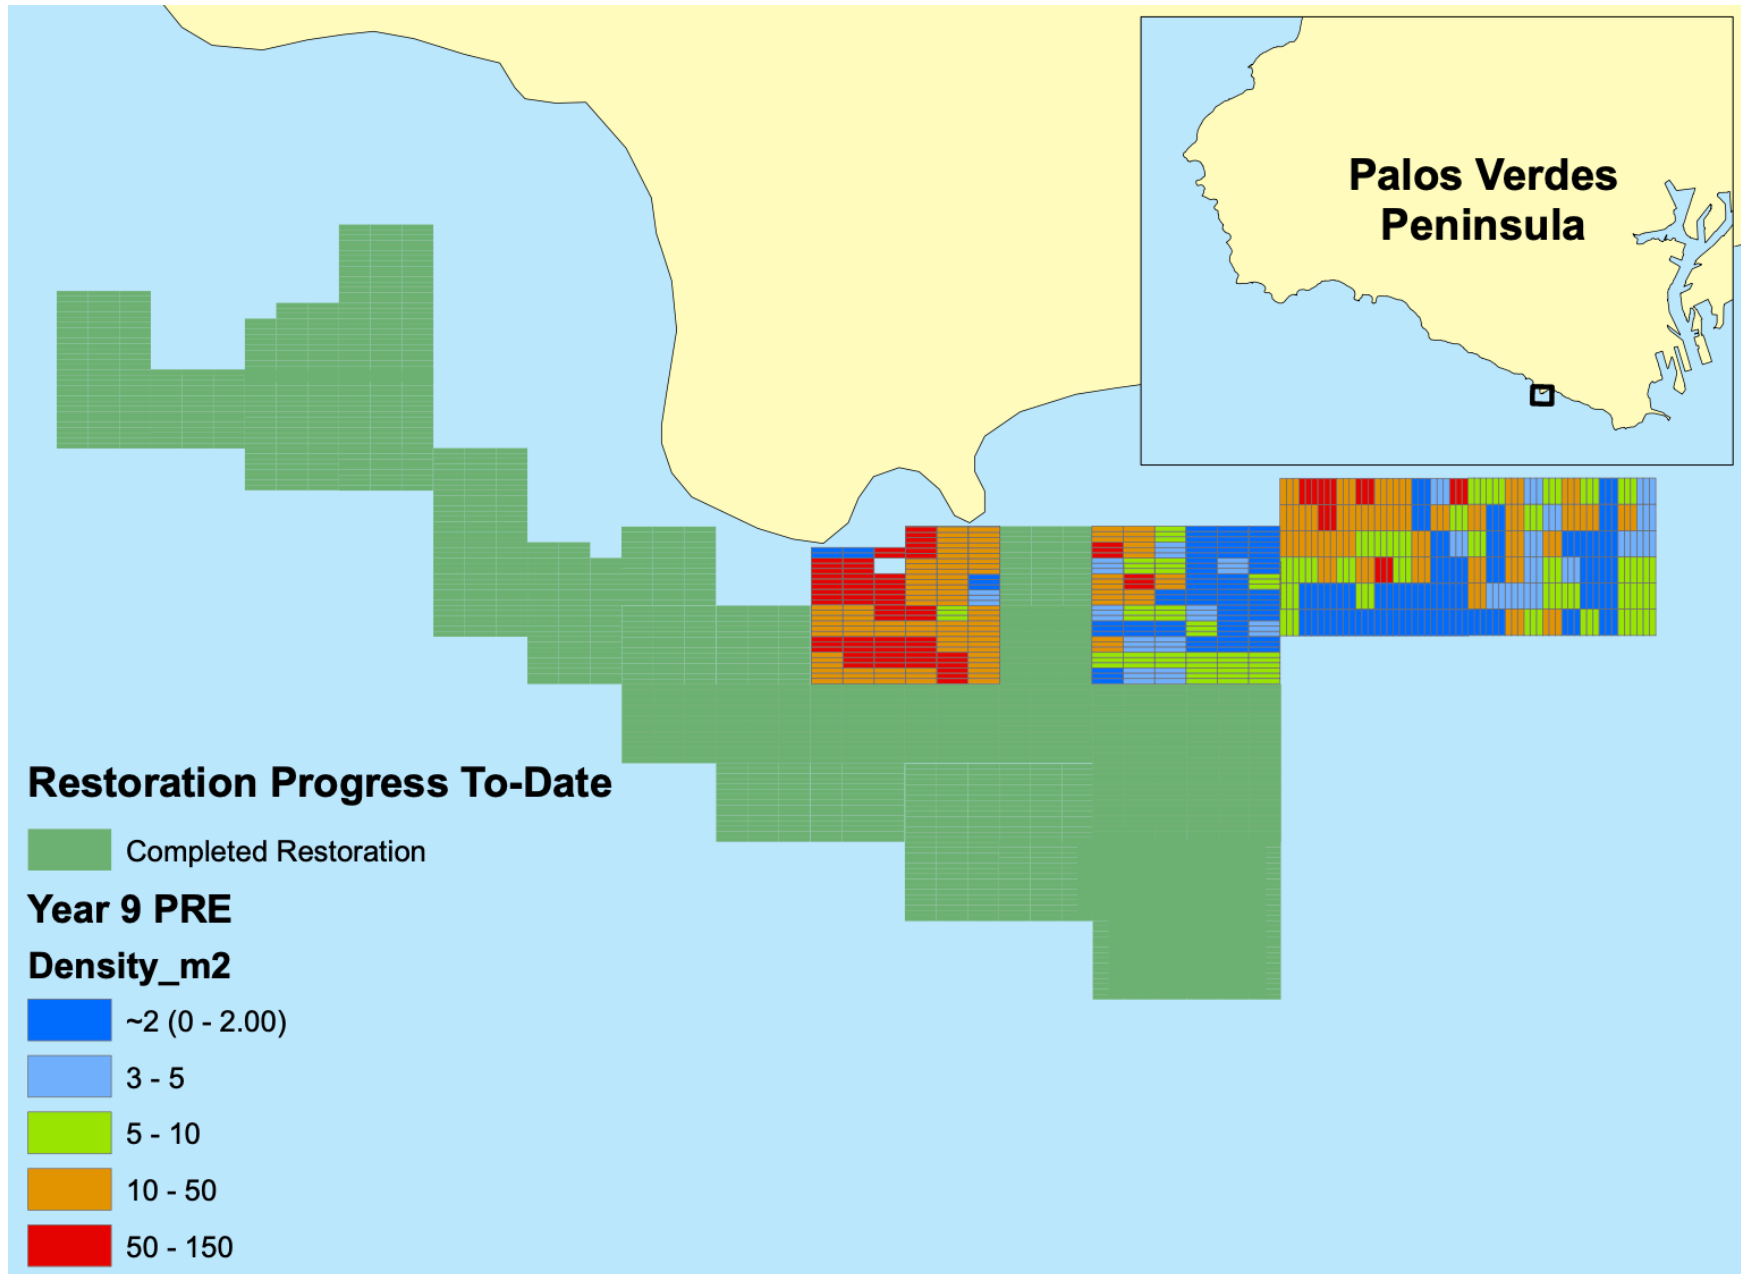 Palos Verdes
Peninsula
Restoration Progress To-Date
Completed Restoration
Year 9 PRE
Density_m2
~2 (0 - 2.00)
3 - 5
5 - 10
10 - 50
50 - 150